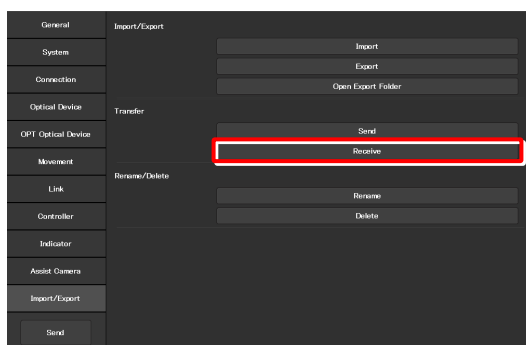 General
System
Connection
Optical Device
OPT Optical Device
Movement
Link
Controller
Indicator
Assist Camera
Import/Export
Send
Import/Export
Import
Export
Open Export Folder
Transfer
Send
Receive
Rename/Delete
Rename
Delete